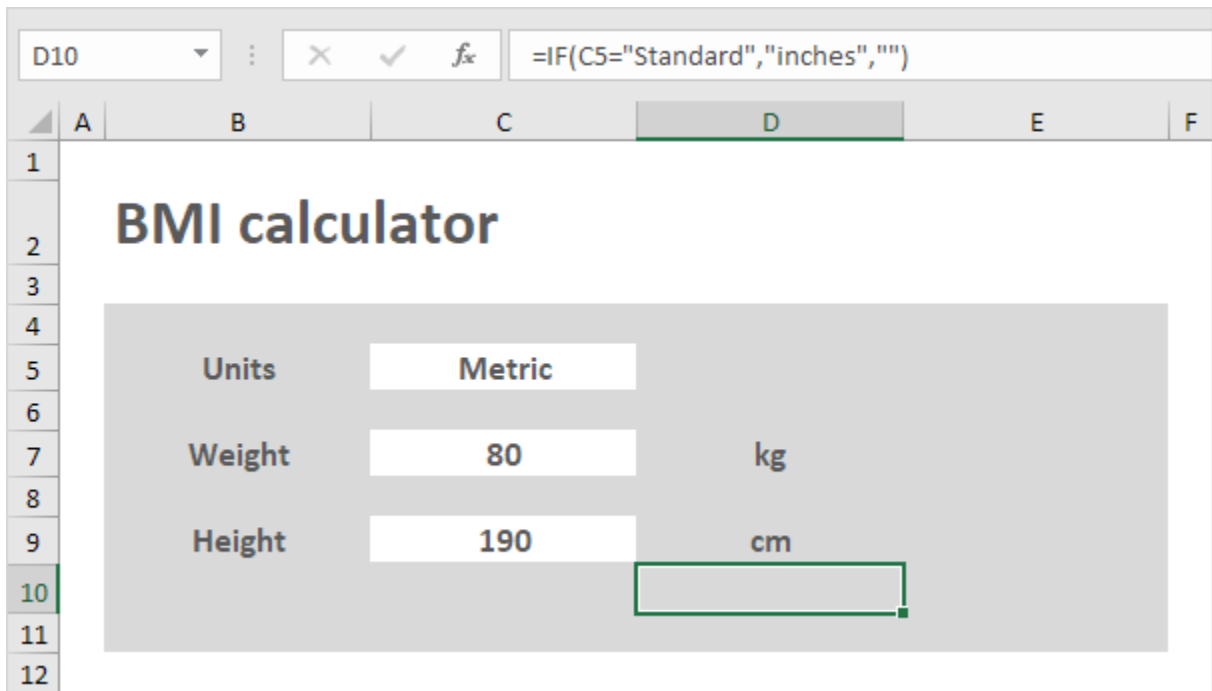 D10 fx =IF(C5="Standard","inches","")
A B C D E F
1
2 BMI calculator
3
4
5 Units Metric
6
7 Weight 80 kg
8
9 Height 190 cm
10
11
12